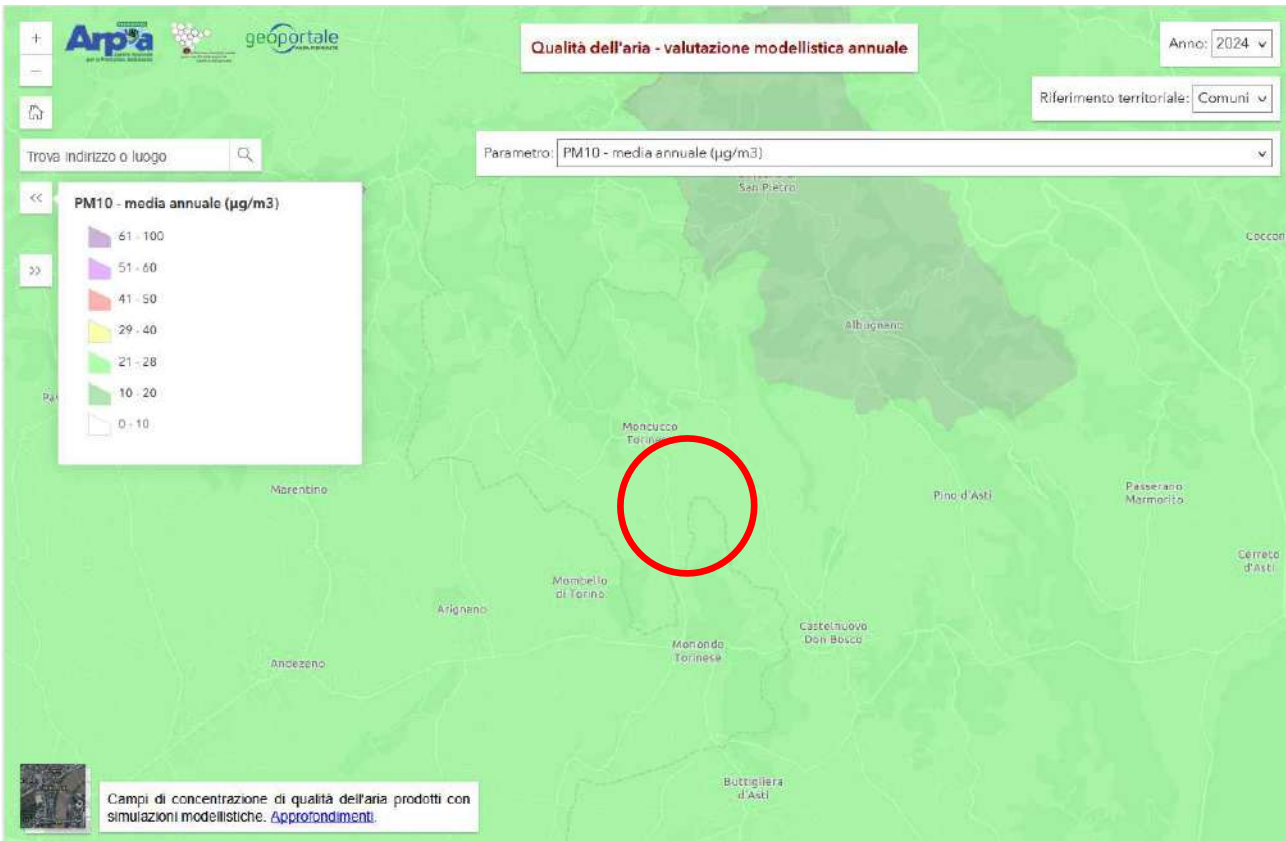 +
Arpa
geoportale
Qualità dell'aria - valutazione modellistica annuale
Anno: 2024
−
Riferimento territoriale: Comuni
Trova indirizzo o luogo
Parametro: PM10 - media annuale (µg/m3)
<<
PM10 - media annuale (µg/m3)
61 - 100
51 - 60
41 - 50
29 - 40
21 - 28
10 - 20
0 - 10
>>
San Pietro
Coccon
Albugnano
Moncucco
Torinese
Marentino
Pino d'Asti
Passerano
Marmorito
Cerreto
d'Asti
Mombello
di Torino
Arignano
Castelnuovo
Don Bosco
Moriondo
Torinese
Andezeno
Buttigliera
d'Asti
Campi di concentrazione di qualità dell'aria prodotti con
simulazioni modellistiche. Approfondimenti.